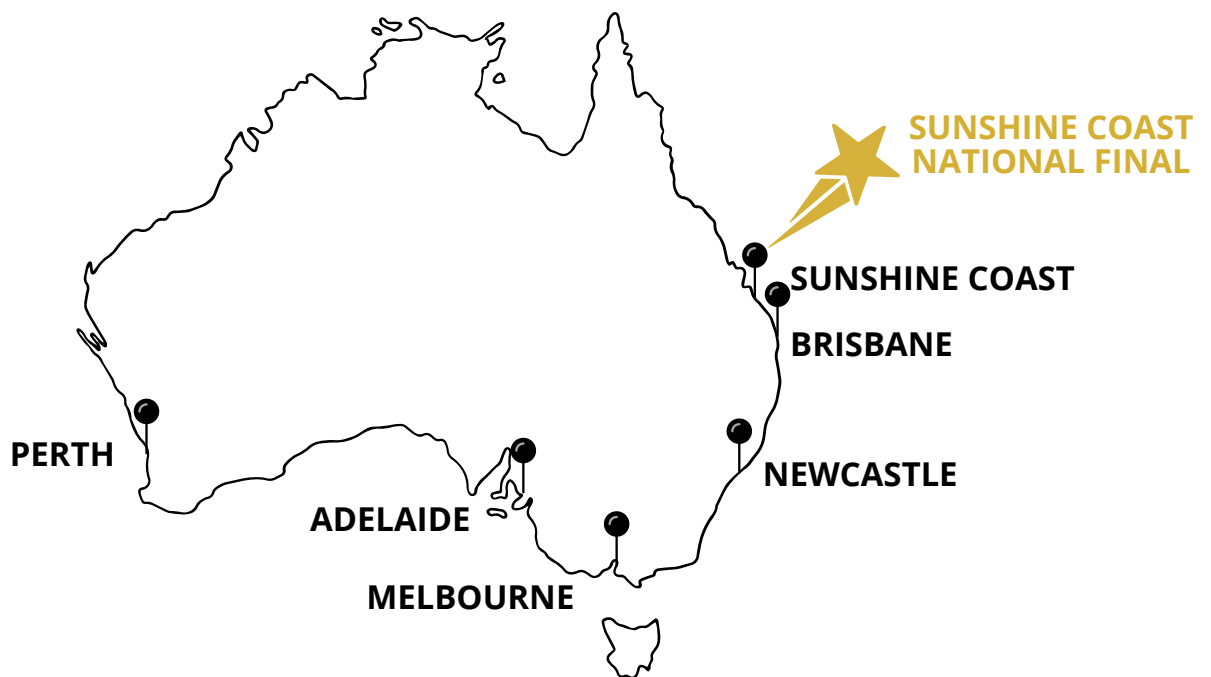 SUNSHINE COAST
NATIONAL FINAL
SUNSHINE COAST
BRISBANE
PERTH
NEWCASTLE
ADELAIDE
MELBOURNE